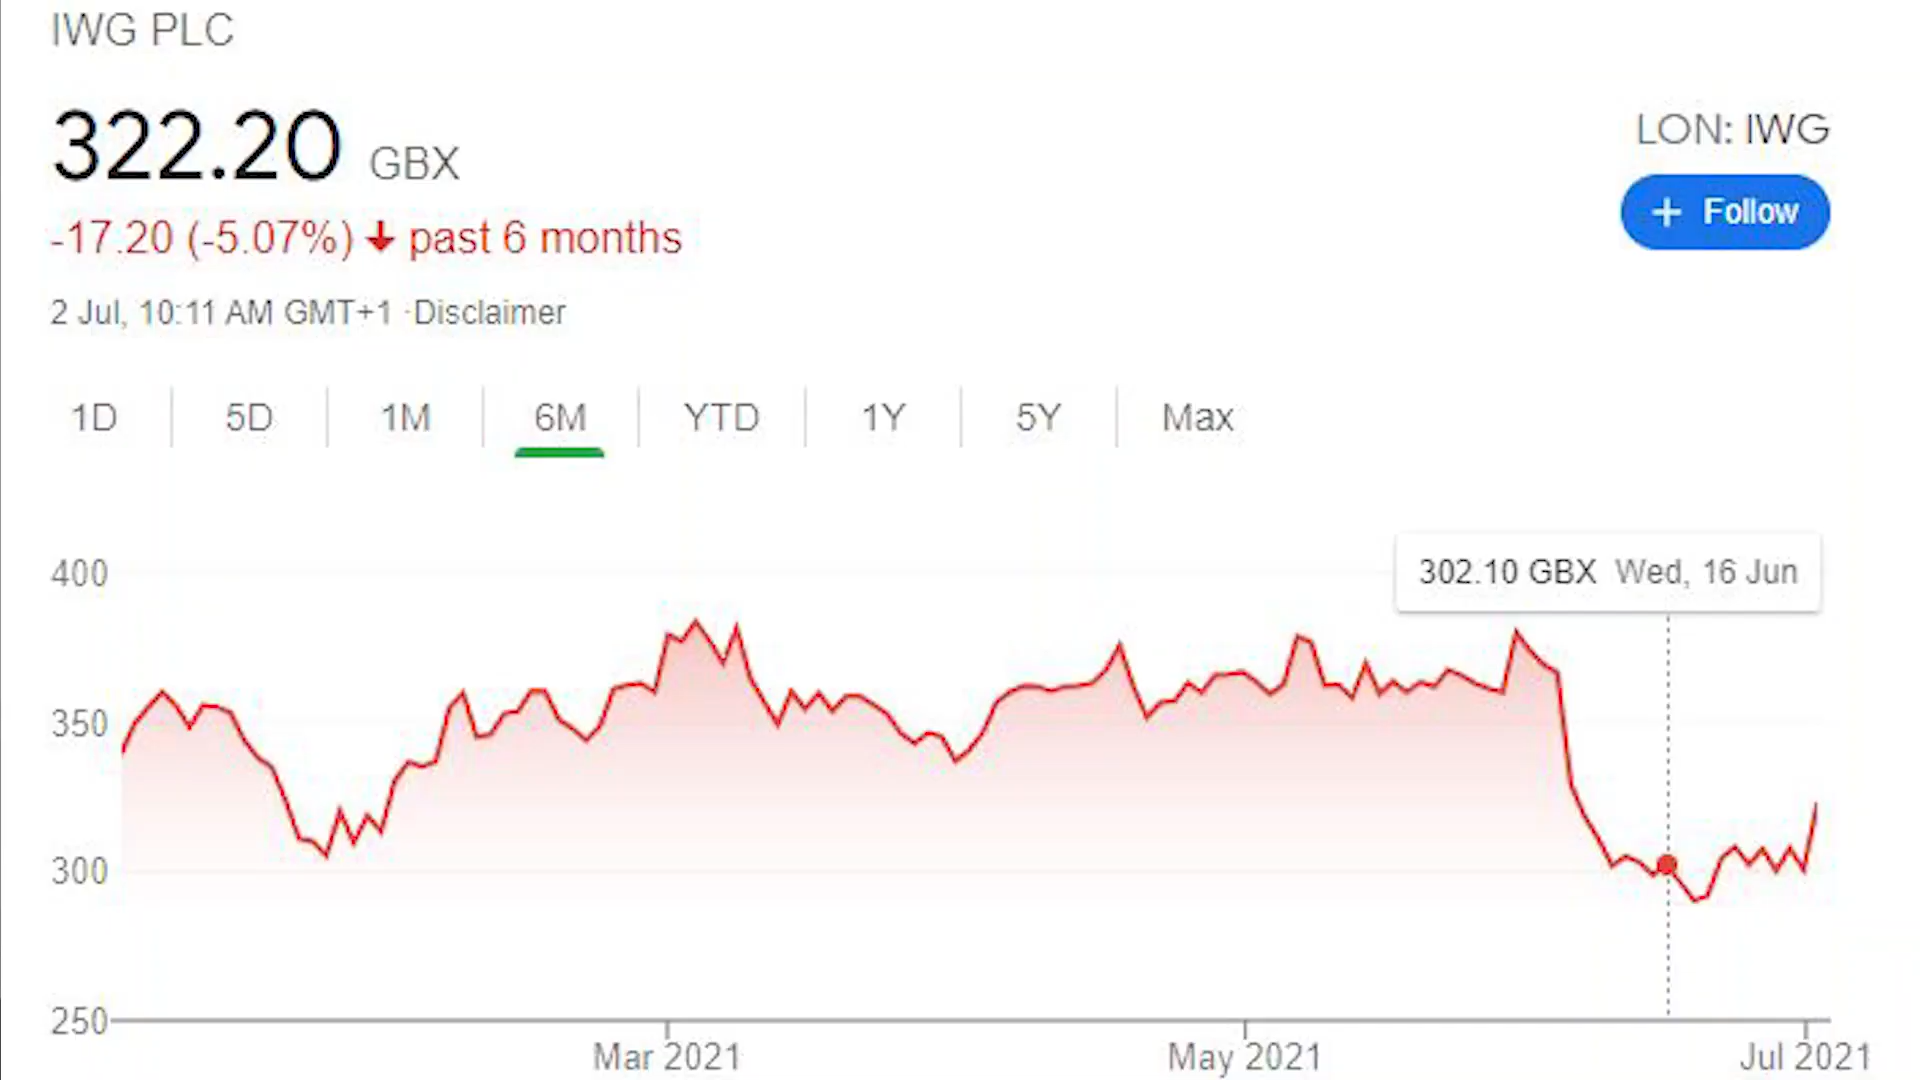 IWG PLC
322.20 GBX
LON: IWG
+ Follow
-17.20 (-5.07%) ↓ past 6 months
2 Jul, 10:11 AM GMT+1 ·Disclaimer
1D 5D 1M 6M YTD 1Y 5Y Max
302.10 GBX Wed, 16 Jun
400
350
300
250
Mar 2021 May 2021 Jul 2021